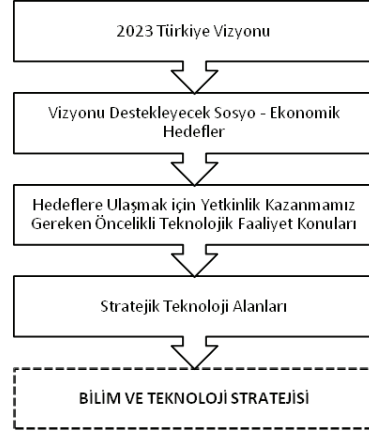 2023 Türkiye Vizyonu
Vizyonu Destekleyecek Sosyo - Ekonomik
Hedefler
Hedeflere Ulaşmak için Yetkinlik Kazanmamız
Gereken Öncelikli Teknolojik Faaliyet Konuları
Stratejik Teknoloji Alanları
BİLİM VE TEKNOLOJİ STRATEJİSİ